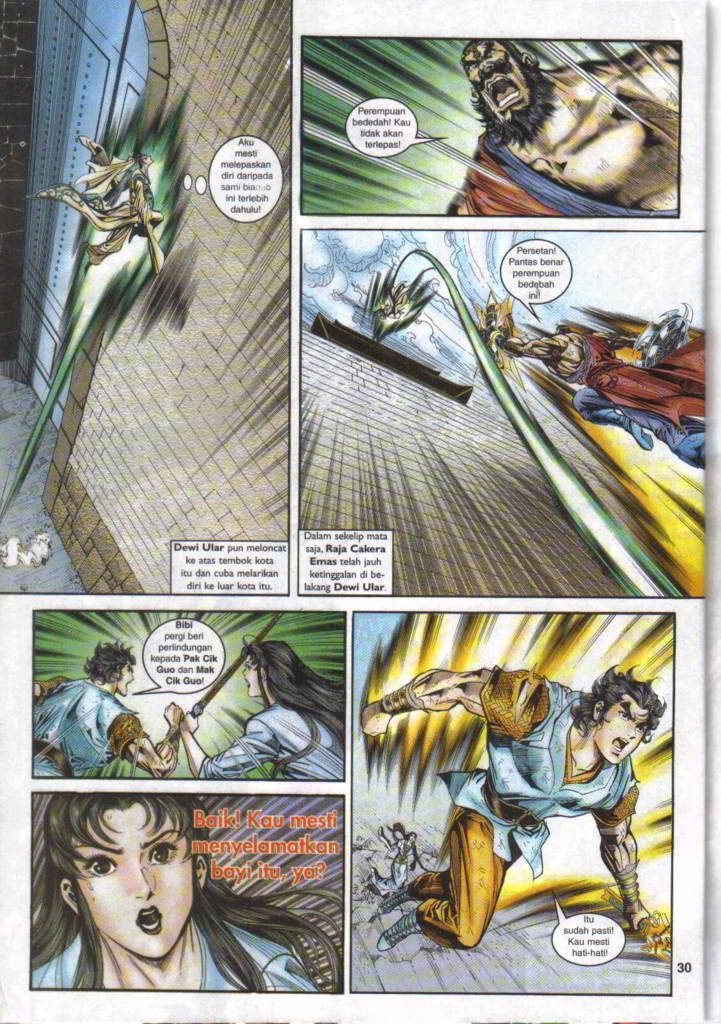 Aku
mesti
melepaskan
diri daripada
sami
ini terlebih
dahulu!
Dewi Ular pun meloncat
ke atas tembok kota
itu dan cuba melarikan
diri ke luar kota itu.
Perempuan
bededah! Kau
tidak akan
terlepas!
Persetan!
Pantas benar
perempuan
bedebah
ini!
Dalam sekelip mata
saja, Raja Cakera
Emas telah jauh
ketinggalan di be-
lakang Dewi Ular.
Bibi
pergi beri
perlindungan
kepada Pak Cik
Guo dan Mak
Cik Guo!
Baik! Kau mesti
menyelamatkan
bayi itu, ya?
Itu
sudah pasti!
Kau mesti
hati-hati!
30